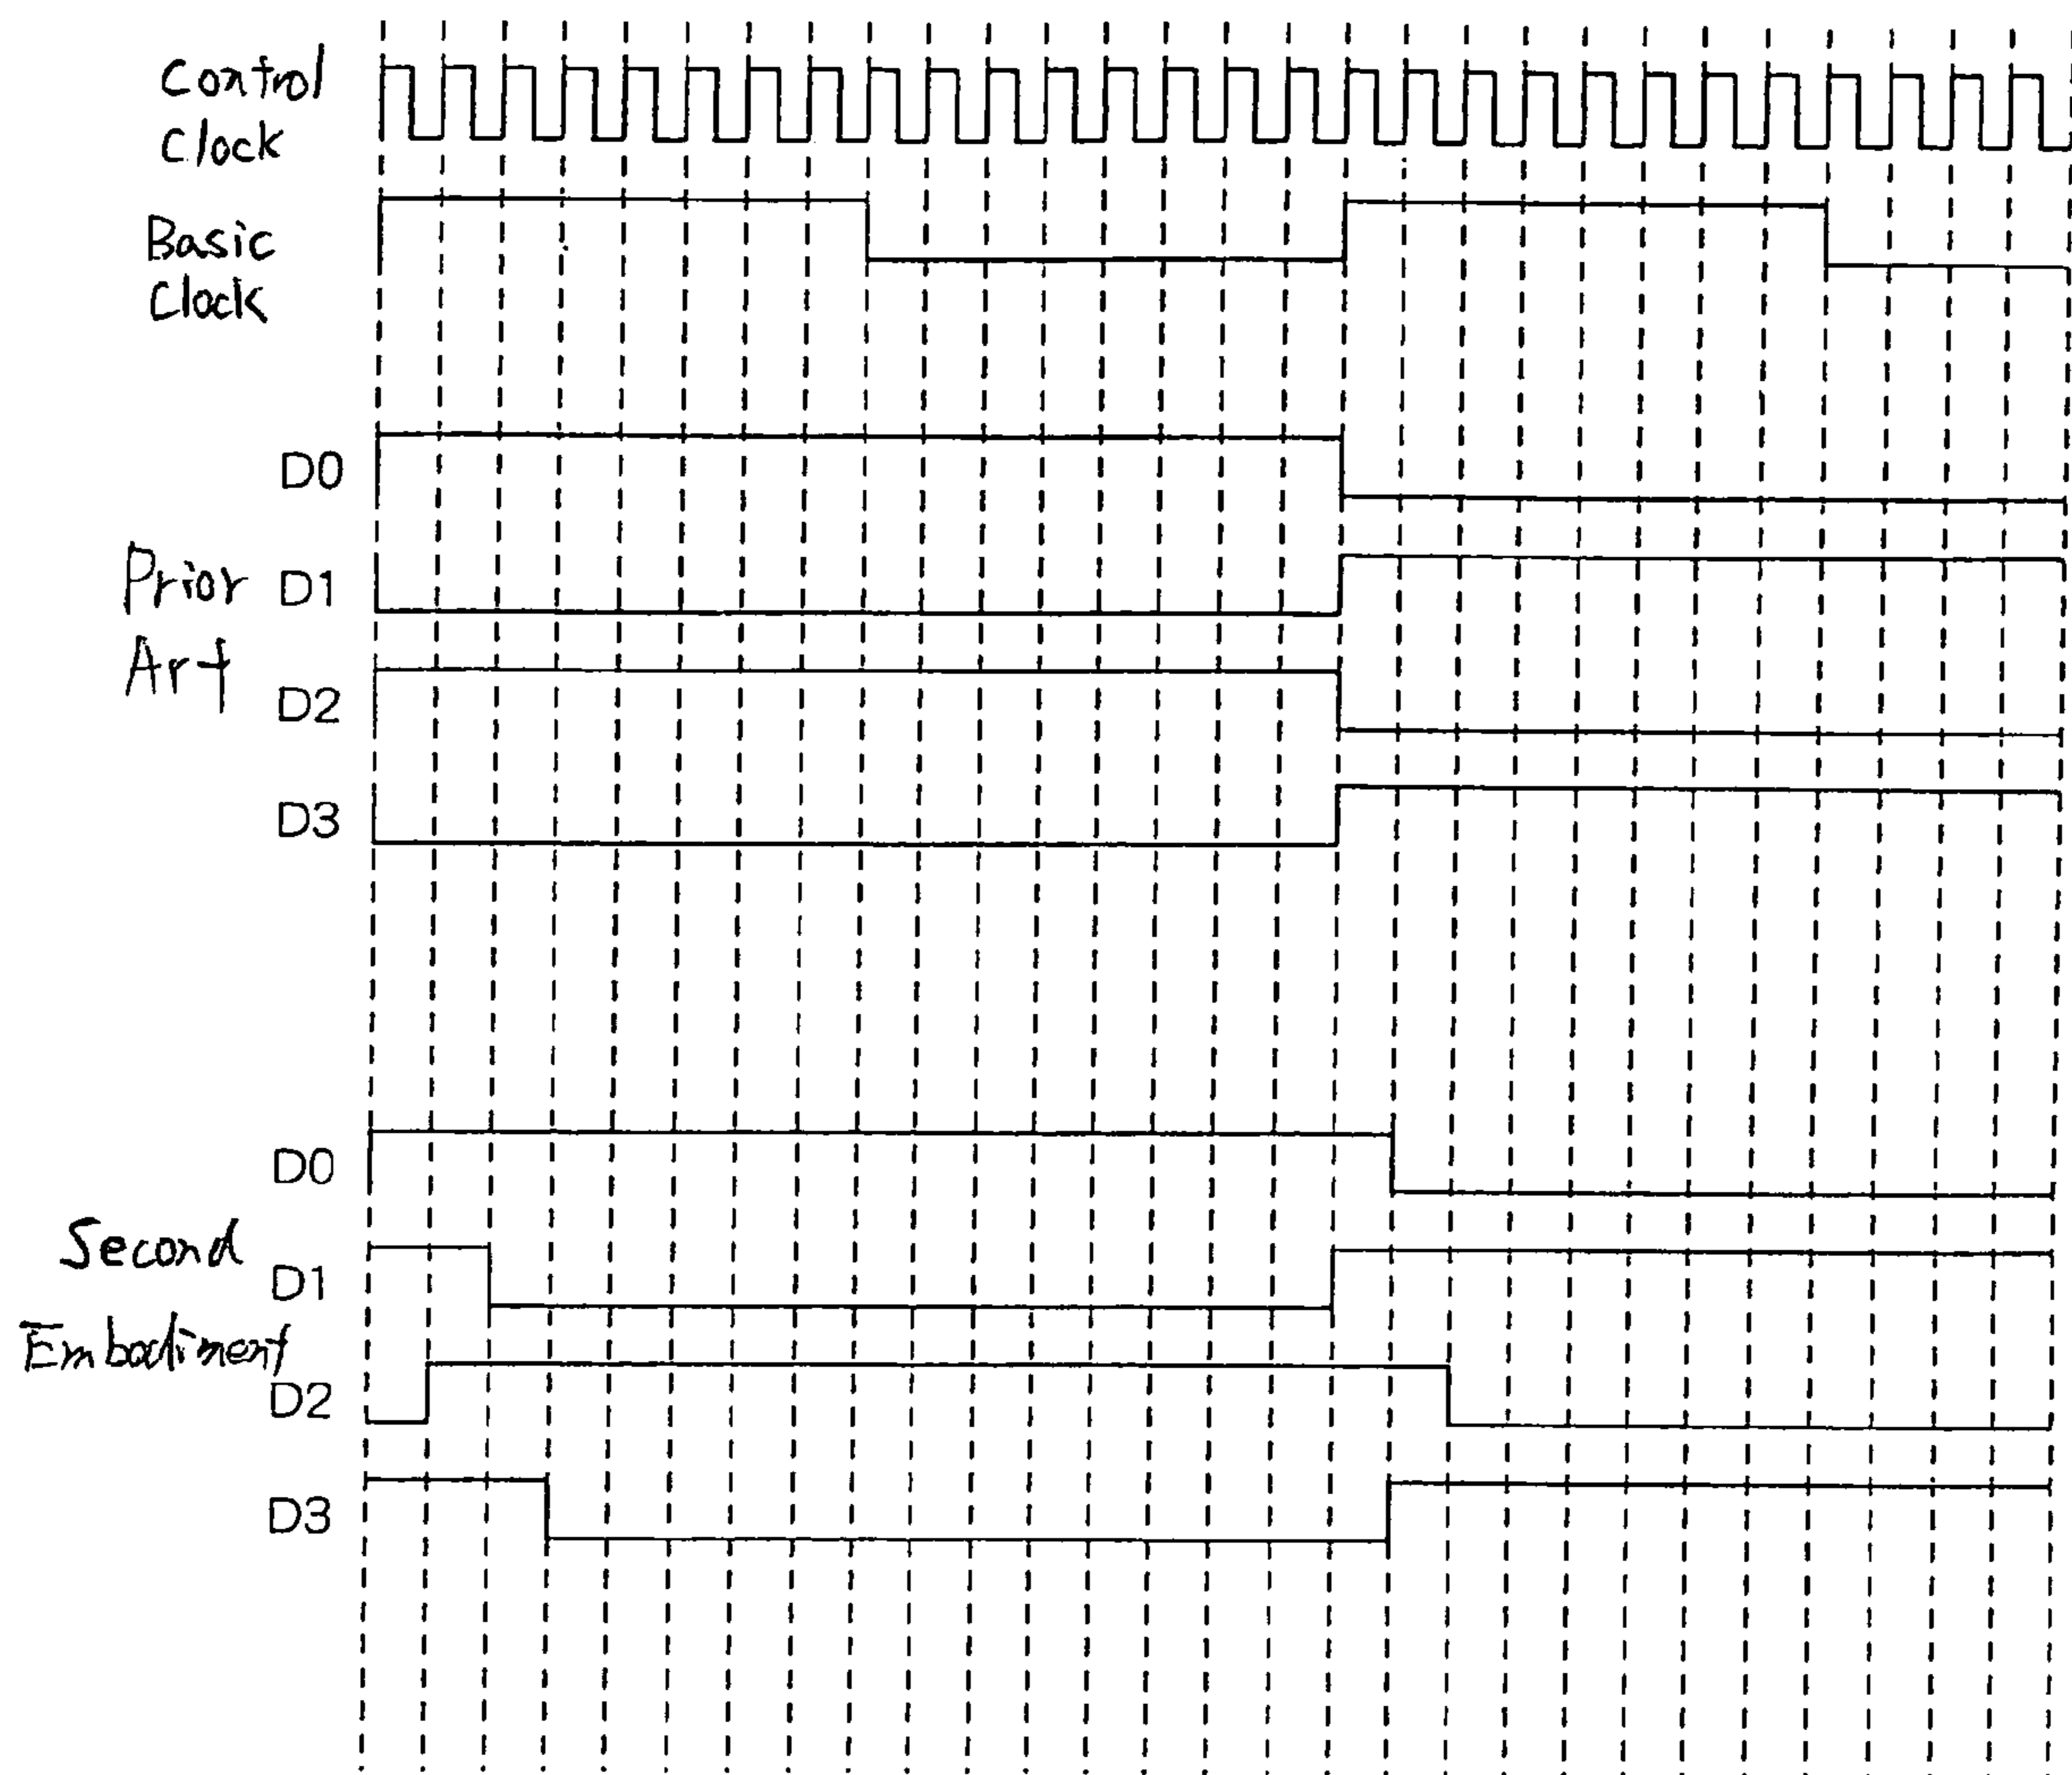 Control
Clock
Basic
Clock
D0
Prior
D1
Art
D2
D3
D0
Second
D1
Embodiment
D2
D3